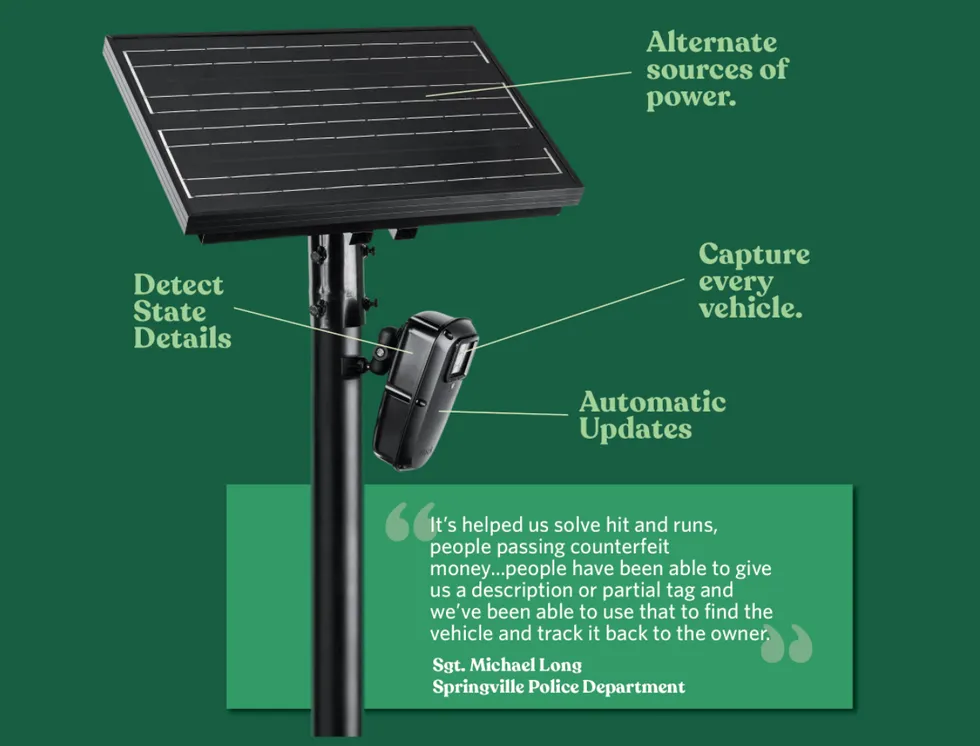 Alternate
sources of
power.
Capture
every
vehicle.
Detect
State
Details
Automatic
Updates
“It’s helped us solve hit and runs,
people passing counterfeit
money...people have been able to give
us a description or partial tag and
we’ve been able to use that to find the
vehicle and track it back to the owner.”
Sgt. Michael Long
Springville Police Department